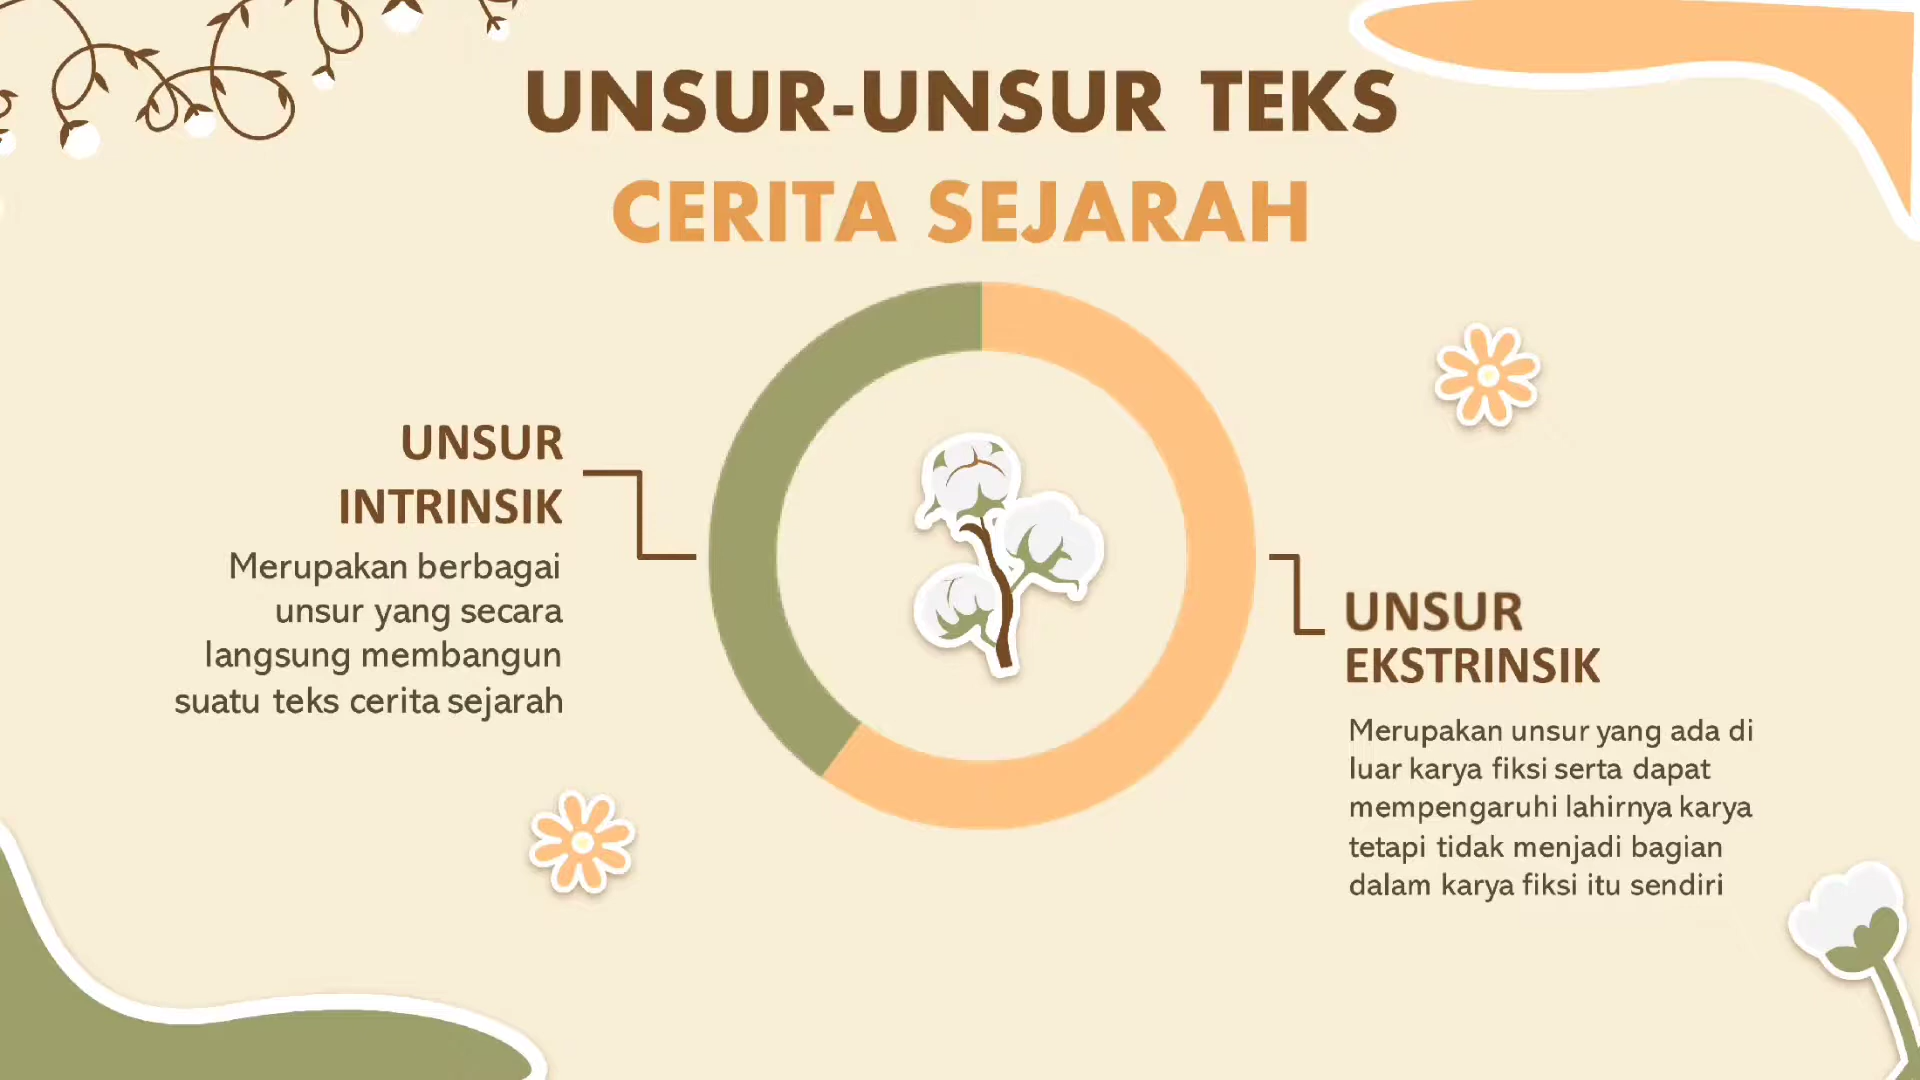 UNSUR-UNSUR TEKS
CERITA SEJARAH
UNSUR
INTRINSIK
Merupakan berbagai
unsur yang secara
langsung membangun
suatu teks cerita sejarah
UNSUR
EKSTRINSIK
Merupakan unsur yang ada di
luar karya fiksi serta dapat
mempengaruhi lahirnya karya
tetapi tidak menjadi bagian
dalam karya fiksi itu sendiri